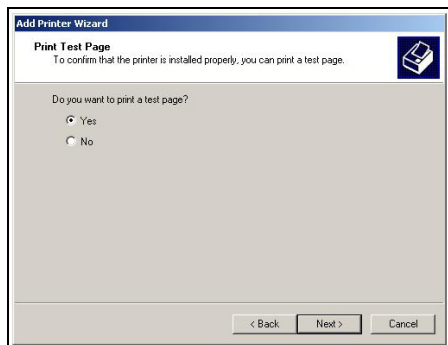 Add Printer Wizard
Print Test Page
To confirm that the printer is installed properly, you can print a test page.
Do you want to print a test page?
Yes
No
< Back Next > Cancel